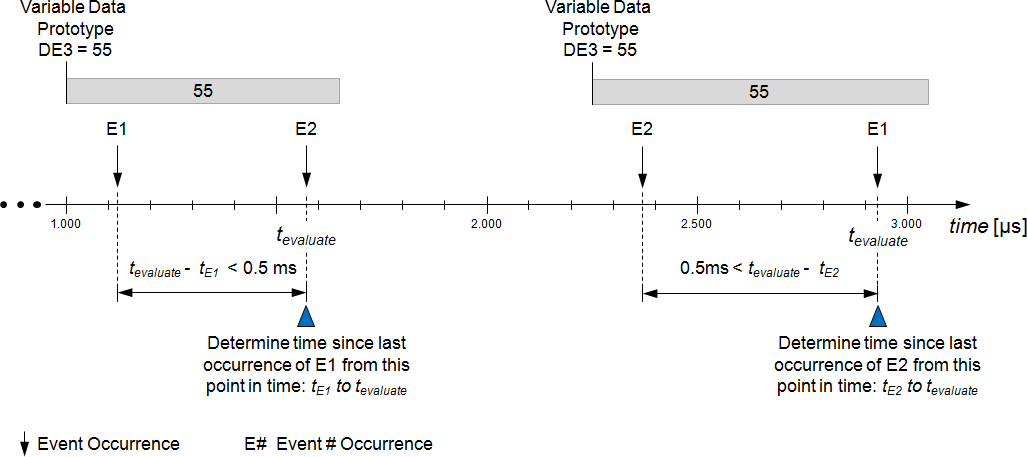 Variable Data
Prototype
DE3 = 55
Variable Data
Prototype
DE3 = 55
55
55
E1
E2
E2
E1
1.000
2.000
2.500
3.000
time [µs]
tevaluate
tevaluate
tevaluate - tE1 < 0.5 ms
0.5ms < tevaluate - tE2
Determine time since last
occurrence of E1 from this
point in time: tE1 to tevaluate
Determine time since last
occurrence of E2 from this
point in time: tE2 to tevaluate
Event Occurrence
E# Event # Occurrence